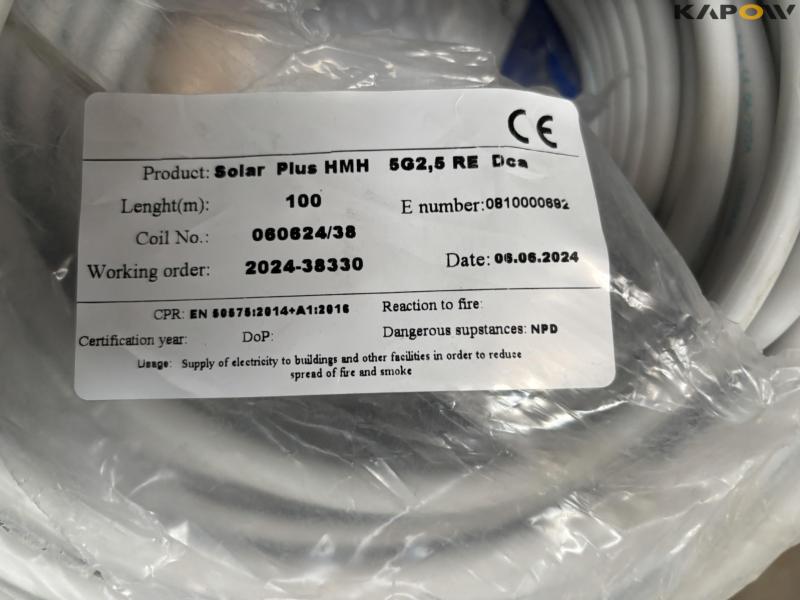 KAPOW
CE
Product: Solar Plus HMH 5G2,5 RE Dca
Lenght(m): 100
E number:0810000692
Coil No.: 060624/38
Working order: 2024-38330
Date: 06.06.2024
CPR: EN 50575:2014+A1:2016
Reaction to fire:
Certification year:
DoP:
Dangerous supstances: NPD
Usage: Supply of electricity to buildings and other facilities in order to reduce
spread of fire and smoke